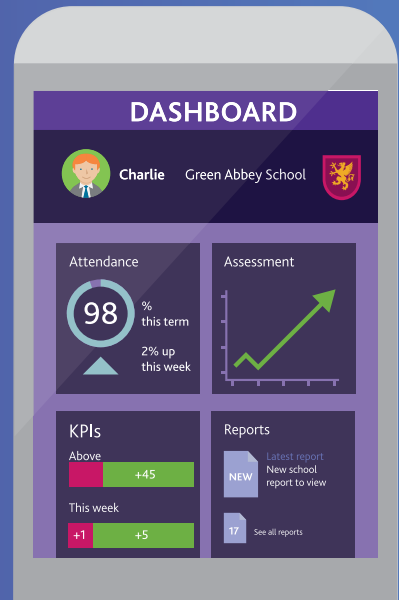 DASHBOARD
Charlie Green Abbey School
Attendance
98 %
this term
2% up
this week
Assessment
KPIs
Above
+45
This week
+1 +5
Reports
NEW
Latest report
New school
report to view
17 See all reports